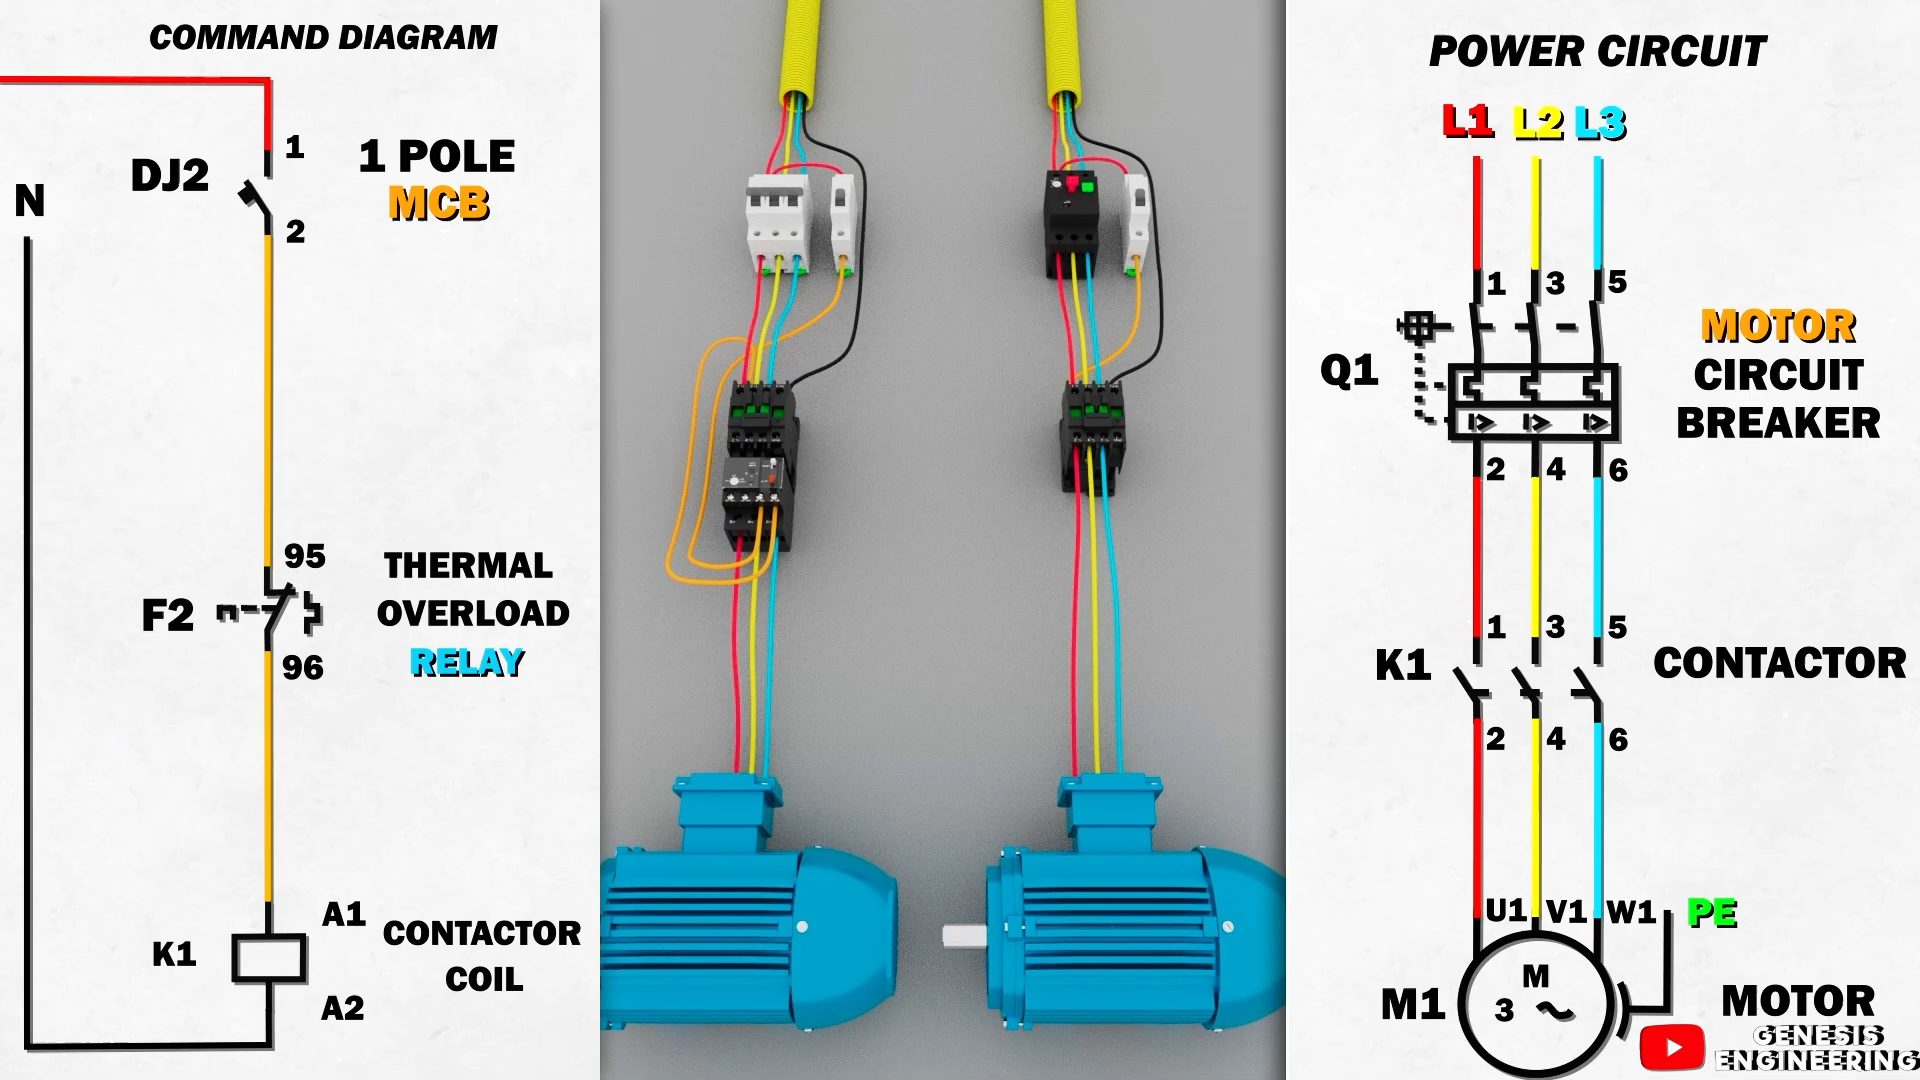 COMMAND DIAGRAM
1
DJ2
1 POLE
MCB
N
2
95
THERMAL
F2
OVERLOAD
96
RELAY
A1
K1
CONTACTOR
COIL
A2
POWER CIRCUIT
L1 L2 L3
1 3 5
MOTOR
Q1
CIRCUIT
BREAKER
2 4 6
1 3 5
K1
CONTACTOR
2 4 6
U1 V1 W1 PE
M
M1
3 ~
MOTOR
GENESIS
ENGINEERING